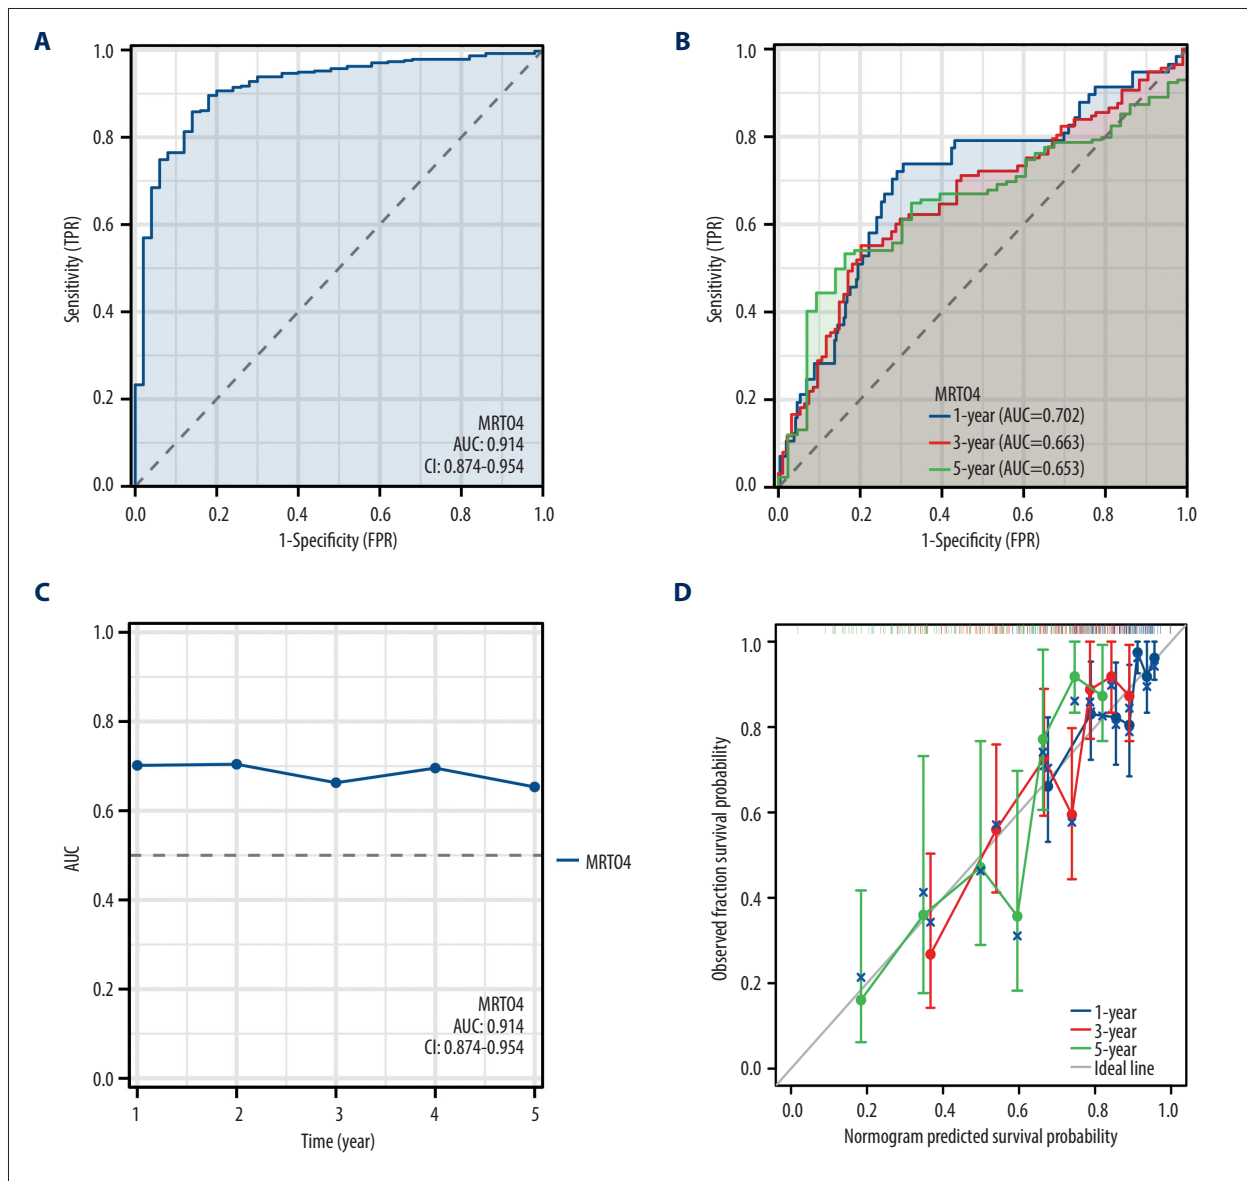 A
1.0
0.8
0.6
0.4
0.2
0.0
Sensitivity (TPR)
MRTO4
AUC: 0.914
CI: 0.874-0.954
0.0 0.2 0.4 0.6 0.8 1.0
1-Specificity (FPR)
B
1.0
0.8
0.6
0.4
0.2
0.0
Sensitivity (TPR)
MRTO4
1-year (AUC=0.702)
3-year (AUC=0.663)
5-year (AUC=0.653)
0.0 0.2 0.4 0.6 0.8 1.0
1-Specificity (FPR)
C
1.0
0.8
0.6
0.4
0.2
0.0
AUC
MRTO4
MRTO4
AUC: 0.914
CI: 0.874-0.954
1 2 3 4 5
Time (year)
D
1.0
0.8
0.6
0.4
0.2
0.0
Observed fraction survival probability
1-year
3-year
5-year
Ideal line
0.0 0.2 0.4 0.6 0.8 1.0
Normogram predicted survival probability